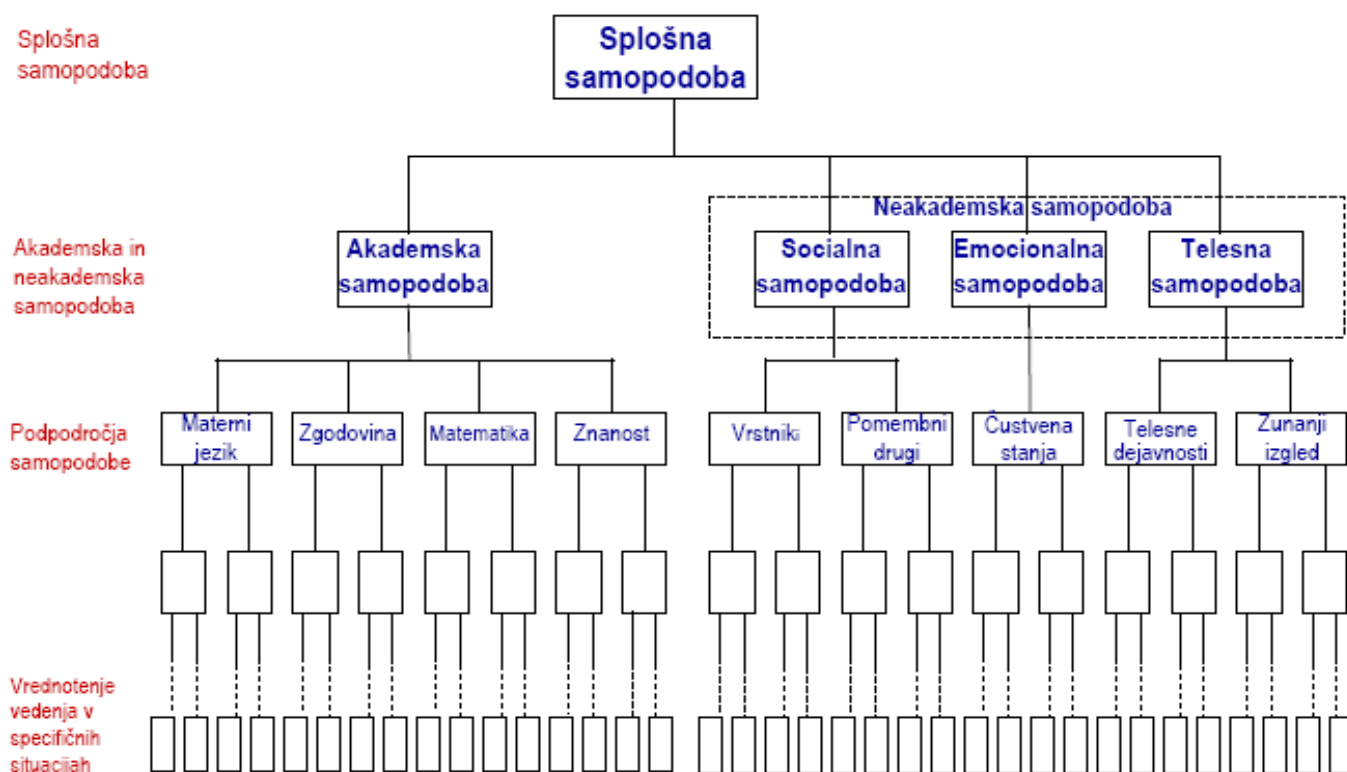 Splošna
samopodoba
Splošna
samopodoba
Neakademska samopodoba
Akademska in
neakademska
samopodoba
Akademska
samopodoba
Socialna
samopodoba
Emocionalna
samopodoba
Telesna
samopodoba
Podpodročja
samopodobe
Materni
jezik
Zgodovina
Matematika
Znanost
Vrstniki
Pomembni
drugi
Čustvena
stanja
Telesne
dejavnosti
Zunanji
izgled
Vrednotenje
vedenja v
specifičnih
situacijah